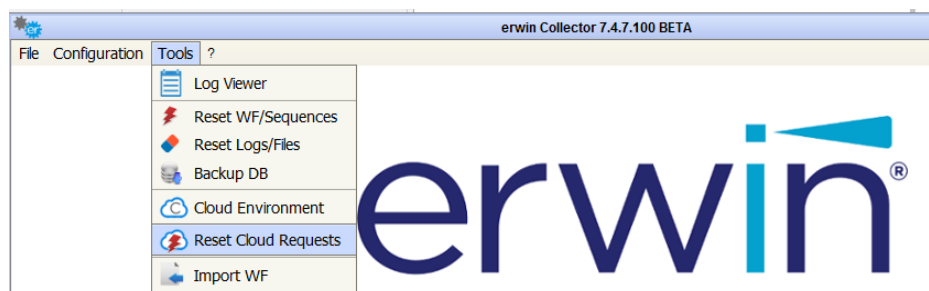 er
erwin Collector 7.4.7.100 BETA
File Configuration Tools ?
Log Viewer
Reset WF/Sequences
Reset Logs/Files
Backup DB
C Cloud Environment
Reset Cloud Requests
Import WF
erwin®